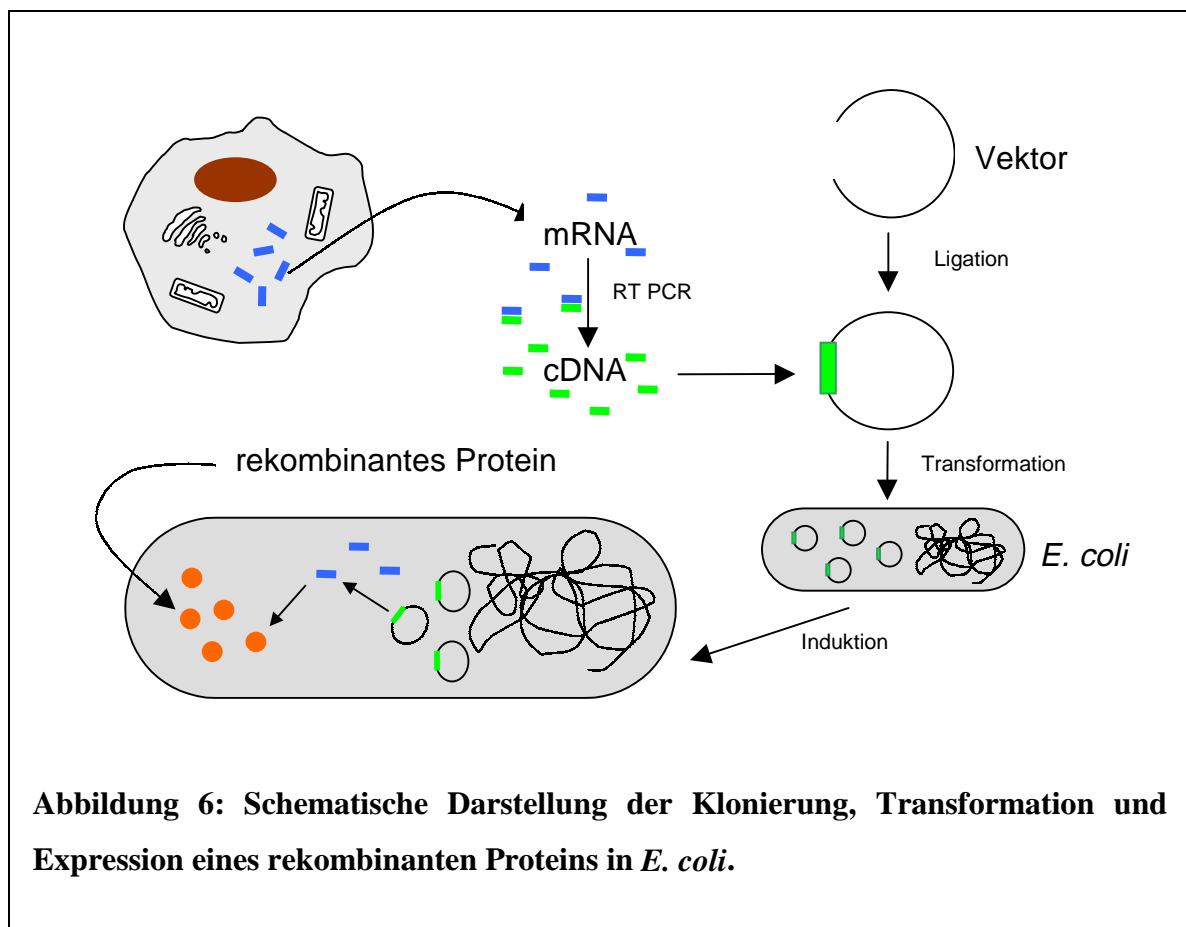 Vektor
mRNA
Ligation
RT PCR
cDNA
rekombinantes Protein
Transformation
E. coli
Induktion
Abbildung 6: Schematische Darstellung der Klonierung, Transformation und
Expression eines rekombinanten Proteins in E. coli.